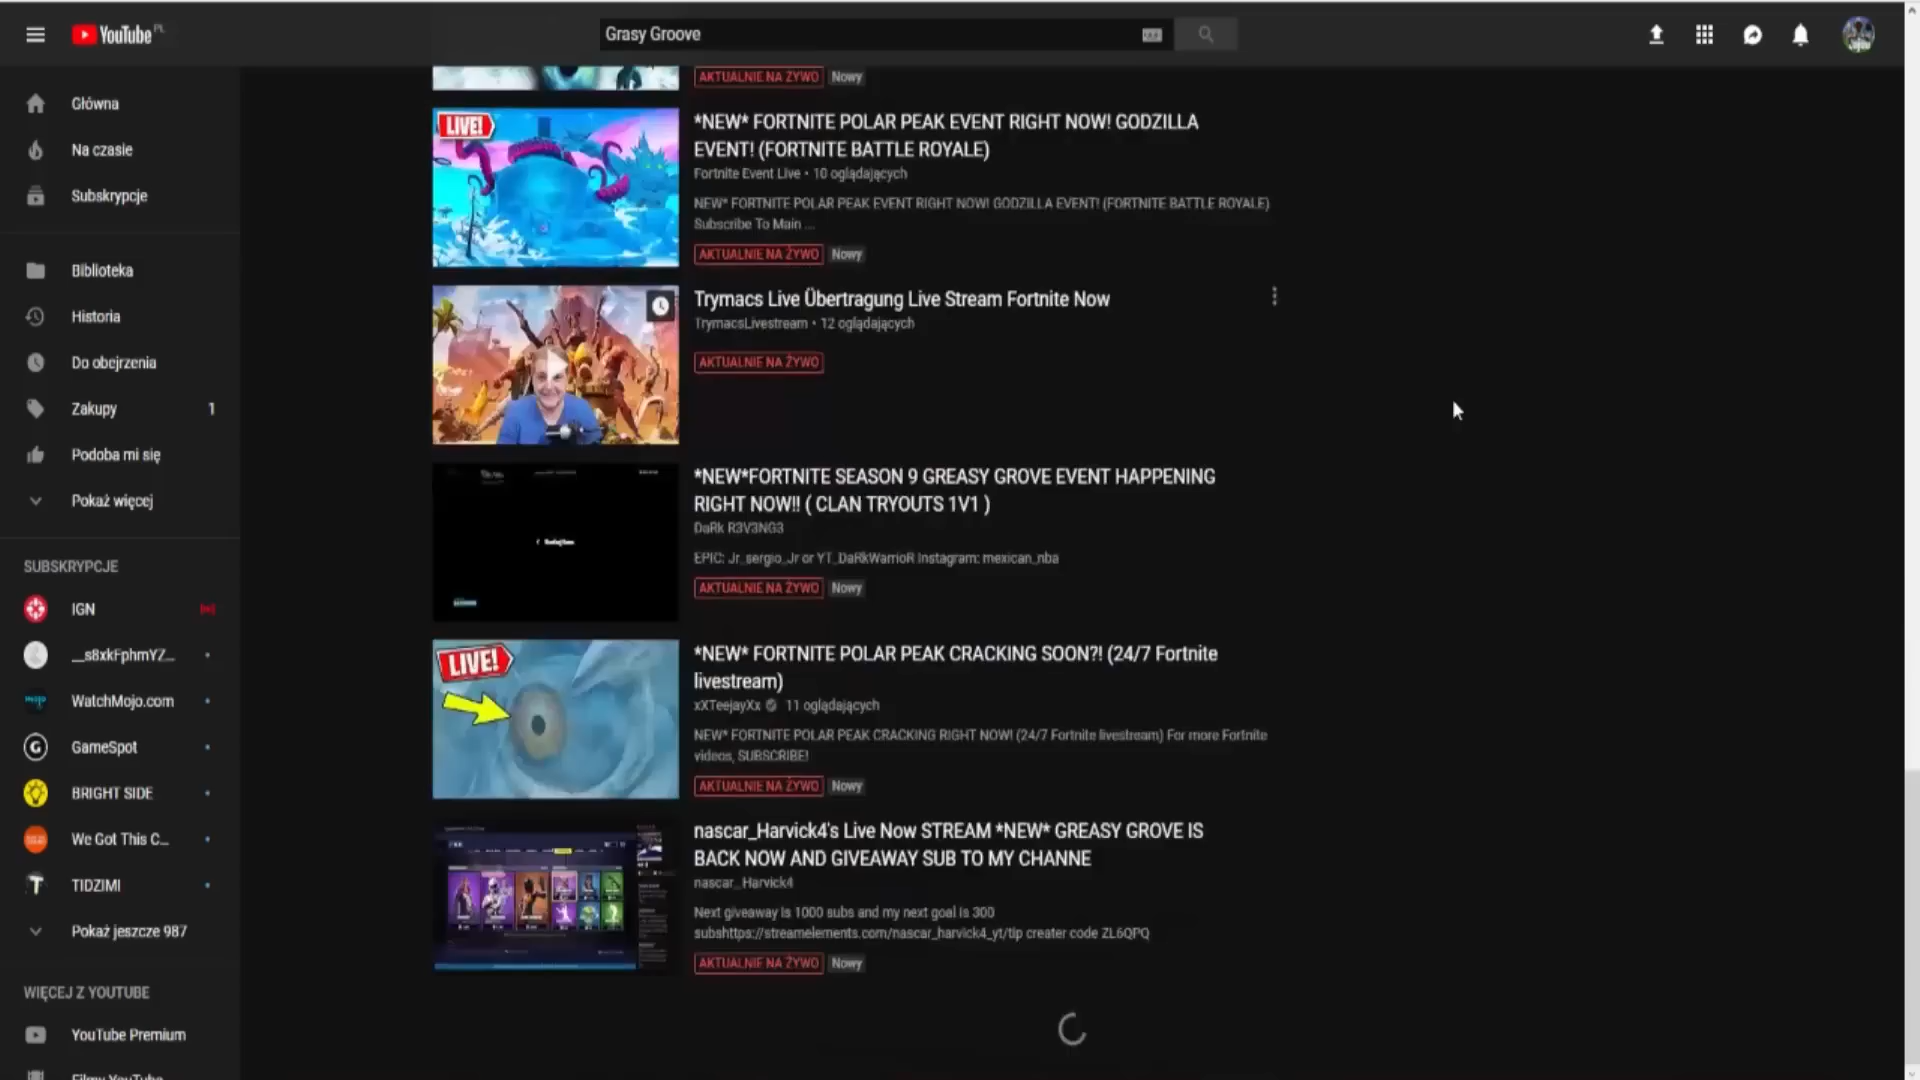 YouTube PL
Grasy Groove
Główna
Na czasie
Subskrypcje
Biblioteka
Historia
Do obejrzenia
Zakupy 1
Podoba mi się
Pokaż więcej
SUBSKRYPCJE
IGN
__s8xkFphmYZ...
WatchMojo.com
GameSpot
BRIGHT SIDE
We Got This C...
TIDZIMI
Pokaż jeszcze 987
WIĘCEJ Z YOUTUBE
YouTube Premium
Filmy YouTube
AKTUALNIE NA ŻYWO Nowy
LIVE!
*NEW* FORTNITE POLAR PEAK EVENT RIGHT NOW! GODZILLA
EVENT! (FORTNITE BATTLE ROYALE)
Fortnite Event Live • 10 oglądających
NEW* FORTNITE POLAR PEAK EVENT RIGHT NOW! GODZILLA EVENT! (FORTNITE BATTLE ROYALE)
Subscribe To Main ...
AKTUALNIE NA ŻYWO Nowy
Trymacs Live Übertragung Live Stream Fortnite Now
TrymacsLivestream • 12 oglądających
AKTUALNIE NA ŻYWO
*NEW*FORTNITE SEASON 9 GREASY GROVE EVENT HAPPENING
RIGHT NOW!! ( CLAN TRYOUTS 1V1 )
DaRk R3V3NG3
EPIC: Jr_sergio_Jr or YT_DaRkWarrioR Instagram: mexican_nba
AKTUALNIE NA ŻYWO Nowy
LIVE!
*NEW* FORTNITE POLAR PEAK CRACKING SOON?! (24/7 Fortnite
livestream)
xXTeejayXx 11 oglądających
NEW* FORTNITE POLAR PEAK CRACKING RIGHT NOW! (24/7 Fortnite livestream) For more Fortnite
videos, SUBSCRIBE!
AKTUALNIE NA ŻYWO Nowy
nascar_Harvick4's Live Now STREAM *NEW* GREASY GROVE IS
BACK NOW AND GIVEAWAY SUB TO MY CHANNE
nascar_Harvick4
Next giveaway is 1000 subs and my next goal is 300
subshttps://streamelements.com/nascar_harvick4_yt/tip creater code ZL6QPQ
AKTUALNIE NA ŻYWO Nowy